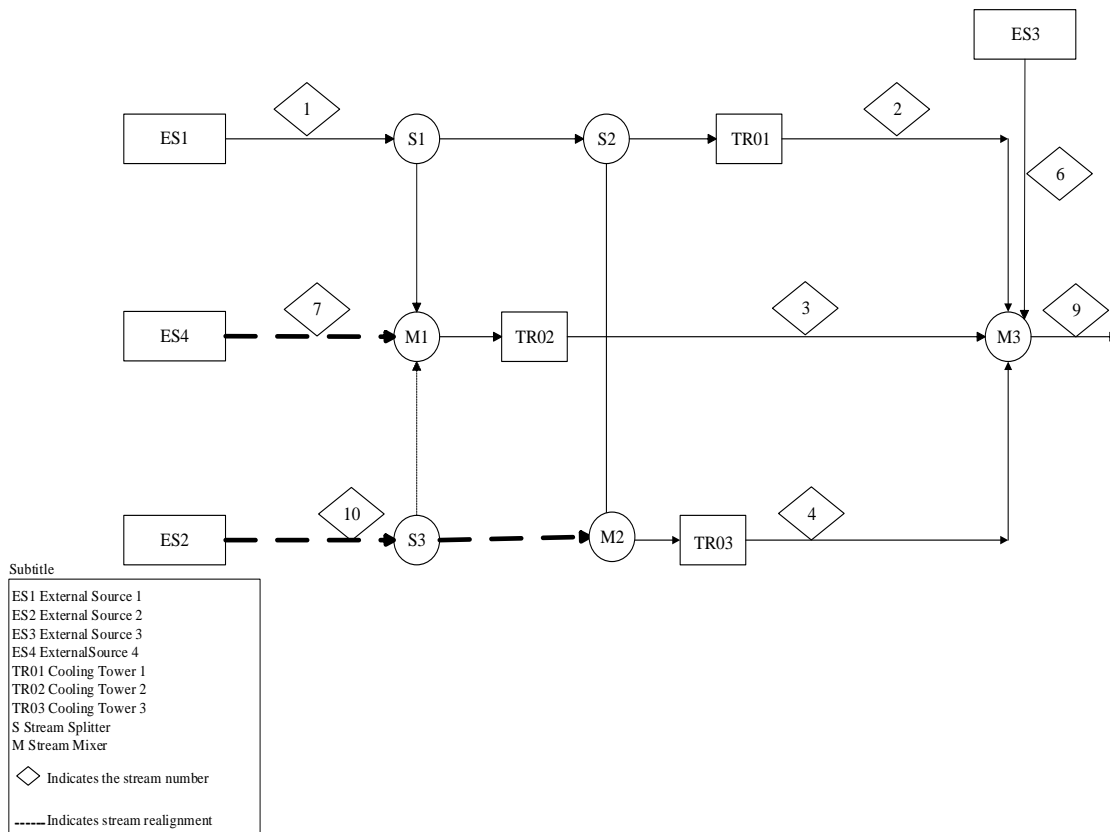 ES3
1
2
ES1
S1
S2
TR01
6
7
3
9
ES4
M1
TR02
M3
10
4
ES2
S3
M2
TR03
Subtitle
ES1 External Source 1
ES2 External Source 2
ES3 External Source 3
ES4 ExternalSource 4
TR01 Cooling Tower 1
TR02 Cooling Tower 2
TR03 Cooling Tower 3
S Stream Splitter
M Stream Mixer
Indicates the stream number
Indicates stream realignment